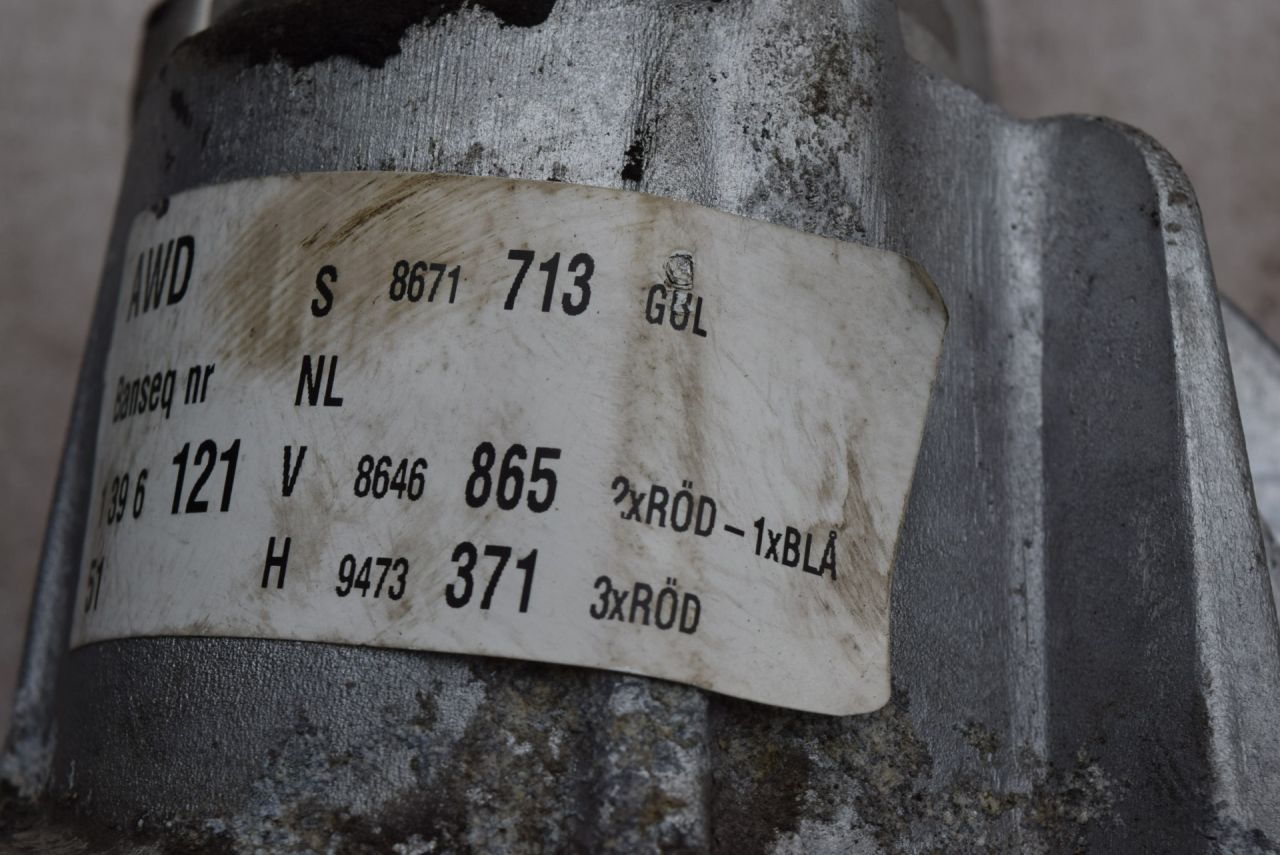 AWD S 8671 713 GUL
Banseq nr NL
1 39 6 121 V 8646 865 2xRÖD – 1xBLÅ
51 H 9473 371 3xRÖD